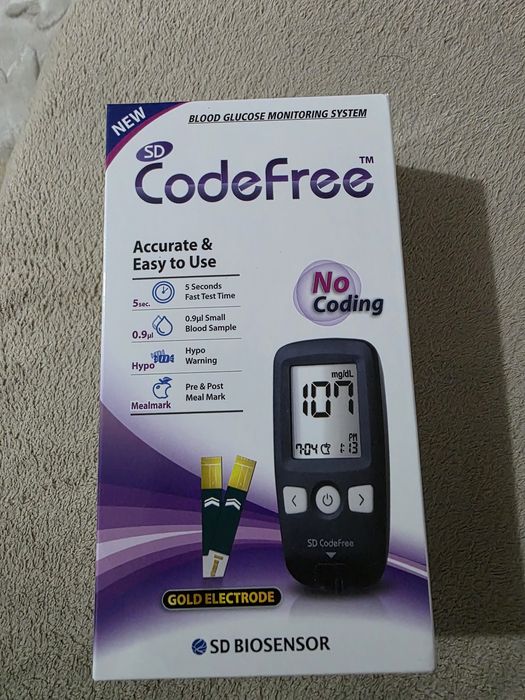 NEW
BLOOD GLUCOSE MONITORING SYSTEM
SD
CodeFree™
Accurate &
Easy to Use
5sec.
5 Seconds
Fast Test Time
0.9µl
0.9µl Small
Blood Sample
Hypo
Hypo
Warning
Mealmark
Pre & Post
Meal Mark
No
Coding
mg/dL
107
PM
7-04 1:13
SD CodeFree
GOLD ELECTRODE
SD BIOSENSOR